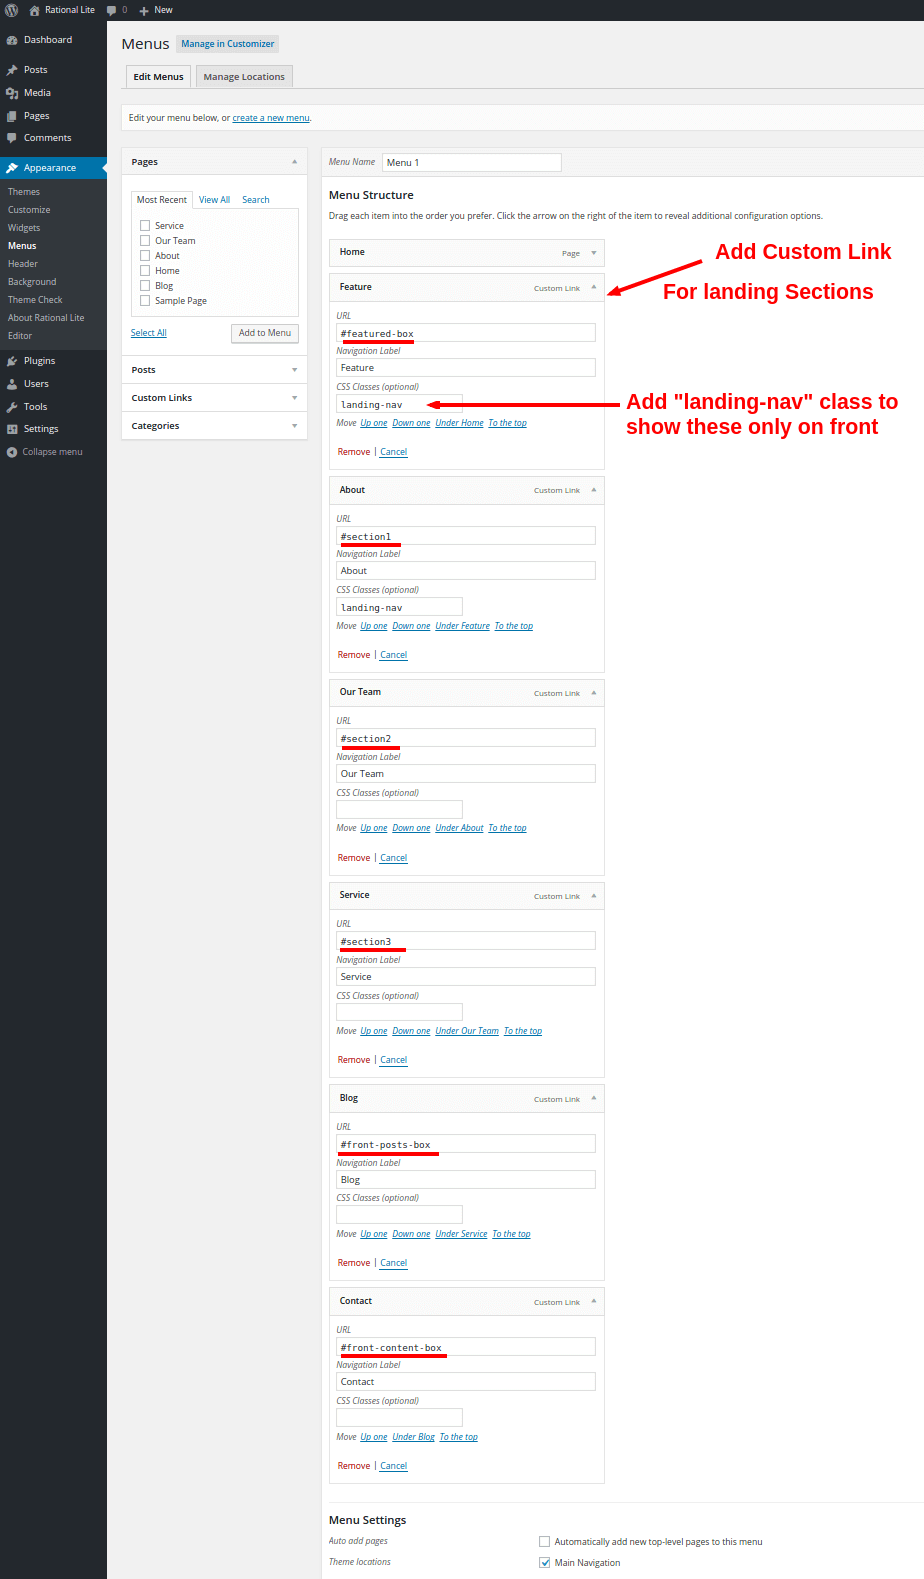 Rational Lite 0 New
Dashboard
Posts
Media
Pages
Comments
Appearance
Themes
Customize
Widgets
Menus
Header
Background
Theme Check
About Rational Lite
Editor
Plugins
Users
Tools
Settings
Collapse menu
Menus Manage in Customizer
Edit Menus Manage Locations
Edit your menu below, or create a new menu.
Pages
Most Recent View All Search
Service
Our Team
About
Home
Blog
Sample Page
Select All Add to Menu
Posts
Custom Links
Categories
Menu Name Menu 1
Menu Structure
Drag each item into the order you prefer. Click the arrow on the right of the item to reveal additional configuration options.
Home Page
Feature Custom Link
URL
#featured-box
Navigation Label
Feature
CSS Classes (optional)
landing-nav
Move Up one Down one Under Home To the top
Remove | Cancel
Add Custom Link
For landing Sections
Add "landing-nav" class to
show these only on front
About Custom Link
URL
#section1
Navigation Label
About
CSS Classes (optional)
landing-nav
Move Up one Down one Under Feature To the top
Remove | Cancel
Our Team Custom Link
URL
#section2
Navigation Label
Our Team
CSS Classes (optional)
Move Up one Down one Under About To the top
Remove | Cancel
Service Custom Link
URL
#section3
Navigation Label
Service
CSS Classes (optional)
Move Up one Down one Under Our Team To the top
Remove | Cancel
Blog Custom Link
URL
#front-posts-box
Navigation Label
Blog
CSS Classes (optional)
Move Up one Down one Under Service To the top
Remove | Cancel
Contact Custom Link
URL
#front-content-box
Navigation Label
Contact
CSS Classes (optional)
Move Up one Under Blog To the top
Remove | Cancel
Menu Settings
Auto add pages Automatically add new top-level pages to this menu
Theme locations Main Navigation